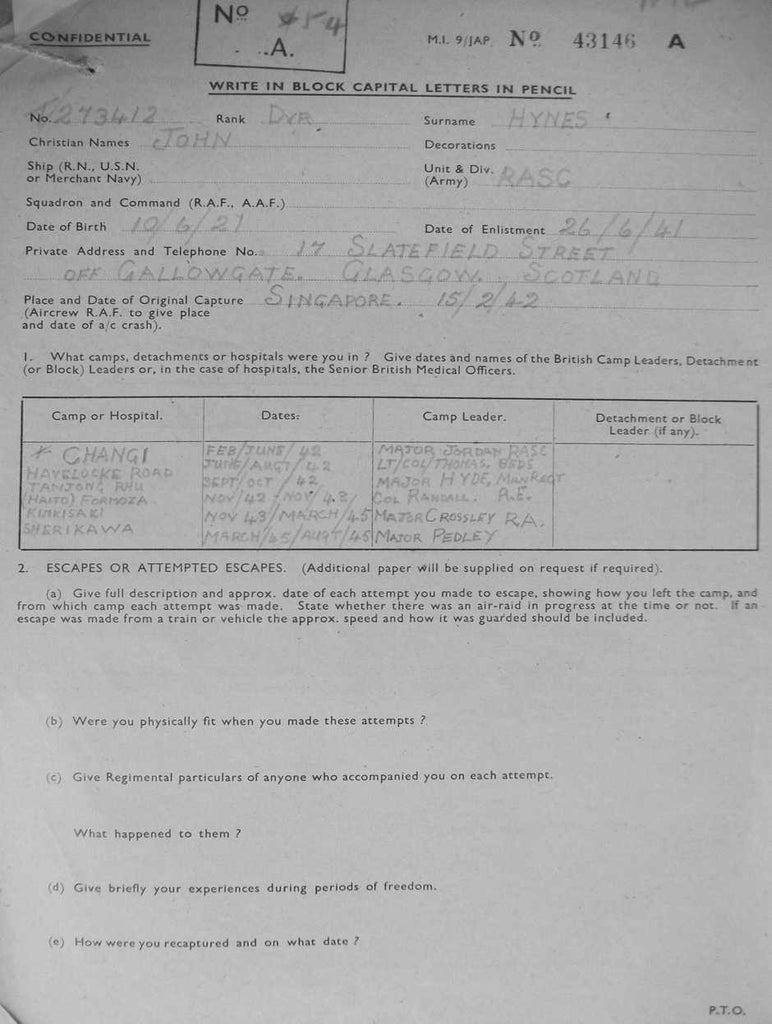 CONFIDENTIAL
Nº
A.
M.I. 9/JAP. Nº 43146 A
WRITE IN BLOCK CAPITAL LETTERS IN PENCIL
No. 273412 Rank DVR Surname HYNES
Christian Names JOHN Decorations
Ship (R.N., U.S.N. or Merchant Navy) Unit & Div. (Army) RASC
Squadron and Command (R.A.F., A.A.F.)
Date of Birth 10/6/21 Date of Enlistment 26/6/41
Private Address and Telephone No. 17 SLATEFIELD STREET
OFF GALLOWGATE. GLASGOW. SCOTLAND
Place and Date of Original Capture SINGAPORE. 15/2/42
(Aircrew R.A.F. to give place
and date of a/c crash).
1. What camps, detachments or hospitals were you in ? Give dates and names of the British Camp Leaders, Detachment
(or Block) Leaders or, in the case of hospitals, the Senior British Medical Officers.
Camp or Hospital. Dates. Camp Leader. Detachment or Block Leader (if any).
CHANGI FEB/JUNE/42 MAJOR JORDAN RASC
HAVELOCKE ROAD JUNE/AUGT/42 LT/COL/THOMAS. BEDS
TANJONG RHU SEPT/OCT/42 MAJOR HYDE, MAN REGT
(HAITO) FORMOZA NOV/42-NOV/43/ COL RANDALL. R.E.
KINKISAKI NOV 43/MARCH/45 MAJOR CROSSLEY R.A.
SHERIKAWA MARCH/45/AUGT/45 MAJOR PEDLEY
2. ESCAPES OR ATTEMPTED ESCAPES. (Additional paper will be supplied on request if required).
(a) Give full description and approx. date of each attempt you made to escape, showing how you left the camp, and
from which camp each attempt was made. State whether there was an air-raid in progress at the time or not. If an
escape was made from a train or vehicle the approx. speed and how it was guarded should be included.
(b) Were you physically fit when you made these attempts ?
(c) Give Regimental particulars of anyone who accompanied you on each attempt.
What happened to them ?
(d) Give briefly your experiences during periods of freedom.
(e) How were you recaptured and on what date ?
P.T.O.